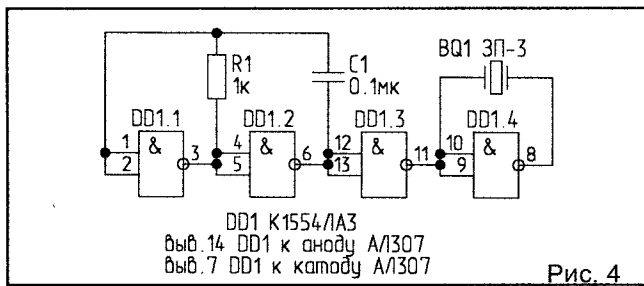 R1
1к
C1
0.1мк
BQ1 ЗП-3
DD1.1
DD1.2
DD1.3
DD1.4
1
2
&
3
4
5
&
6
12
13
&
11
10
9
&
8
DD1 К1554ЛА3
выв.14 DD1 к аноду АЛ307
выв.7 DD1 к катоду АЛ307
Рис. 4